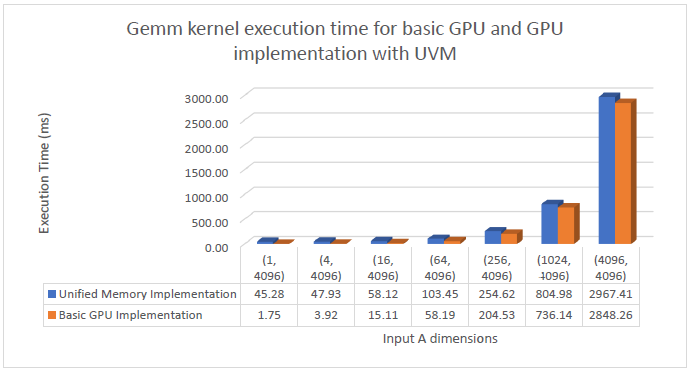 Gemm kernel execution time for basic GPU and GPU
implementation with UVM
Execution Time (ms)
3000.00
2500.00
2000.00
1500.00
1000.00
500.00
0.00
(1, (4, (16, (64, (256, (1024, (4096,
4096) 4096) 4096) 4096) 4096) 4096) 4096)
Unified Memory Implementation 45.28 47.93 58.12 103.45 254.62 804.98 2967.41
Basic GPU Implementation 1.75 3.92 15.11 58.19 204.53 736.14 2848.26
Input A dimensions